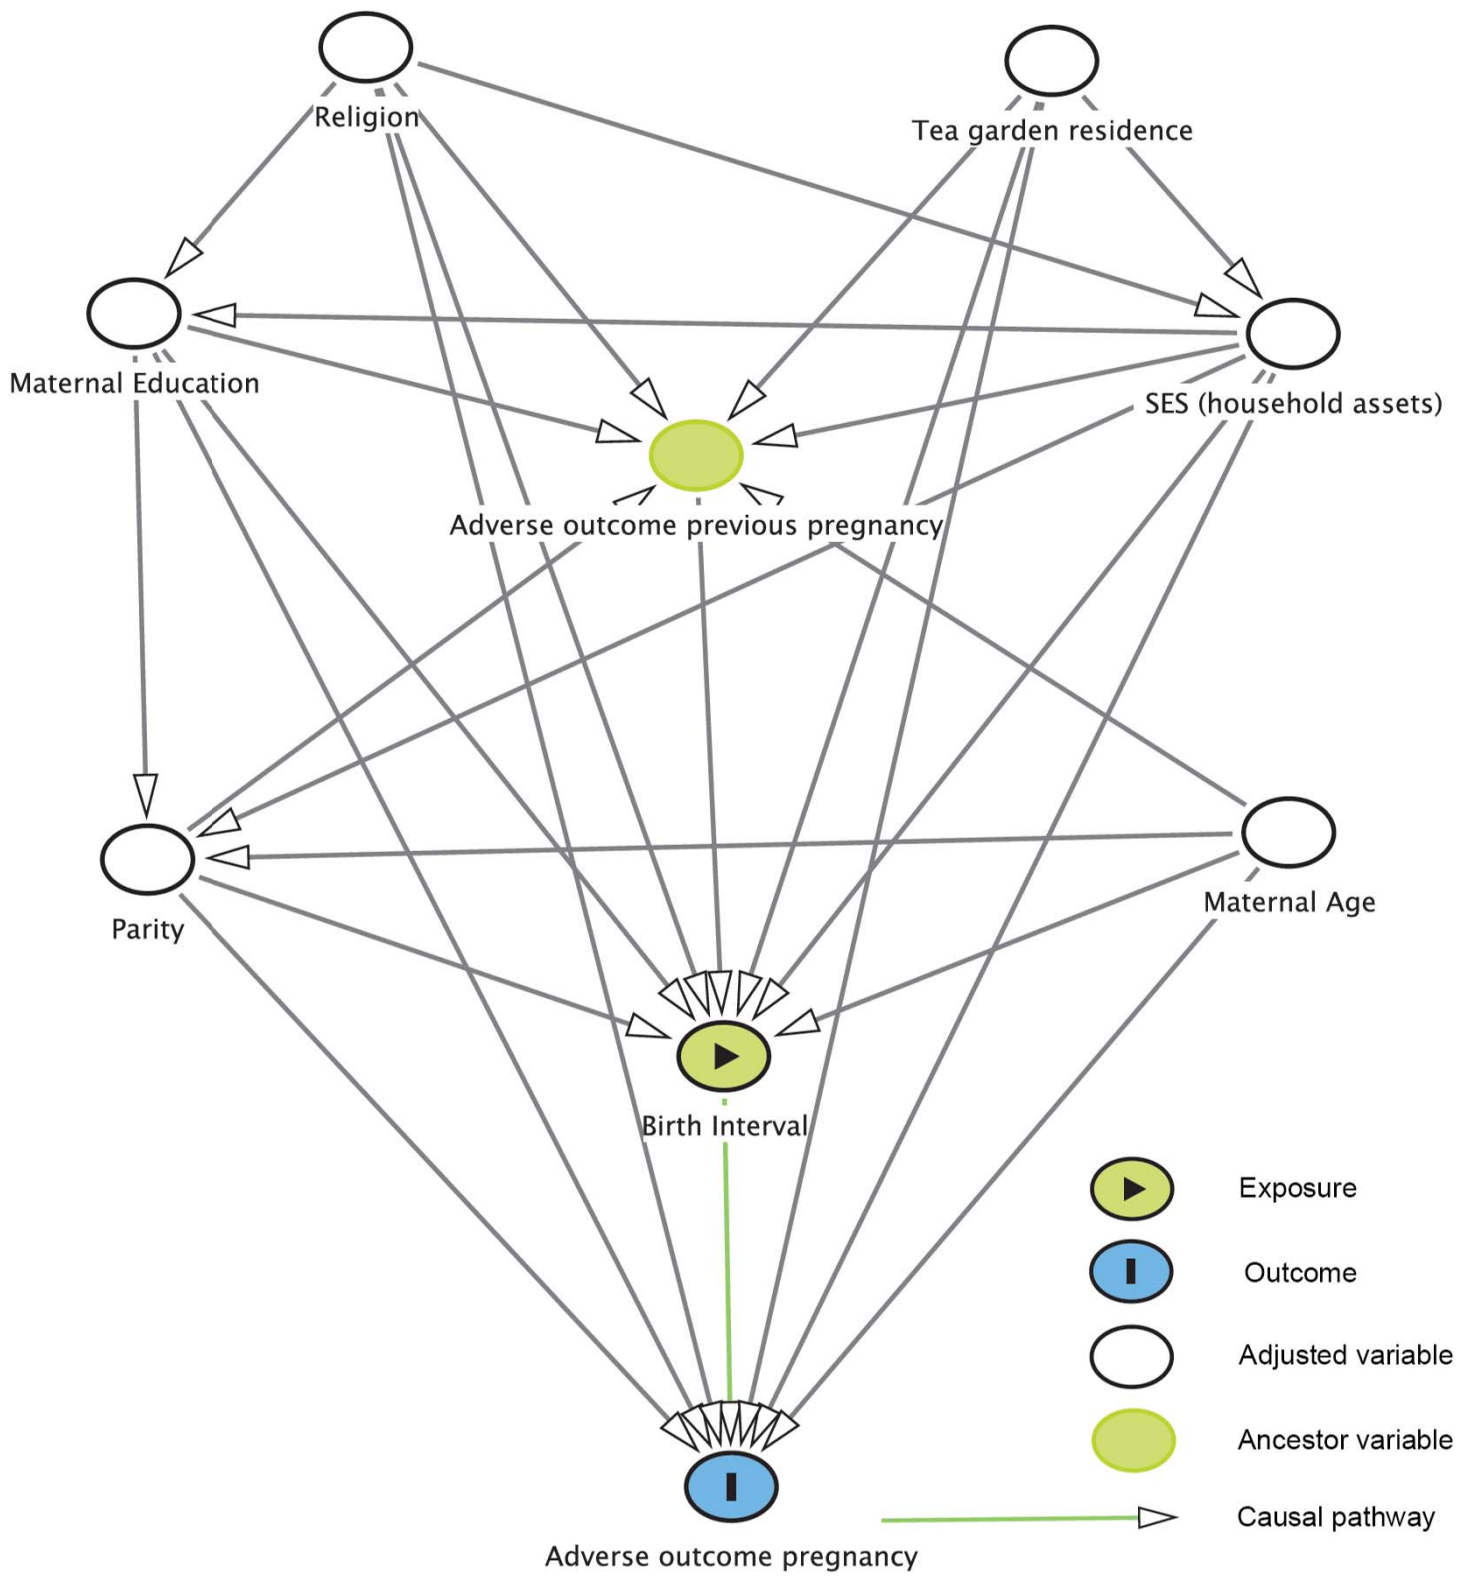 Religion
Tea garden residence
Maternal Education
SES (household assets)
Adverse outcome previous pregnancy
Maternal Age
Parity
Birth Interval
Exposure
Outcome
Adjusted variable
Ancestor variable
Causal pathway
Adverse outcome pregnancy